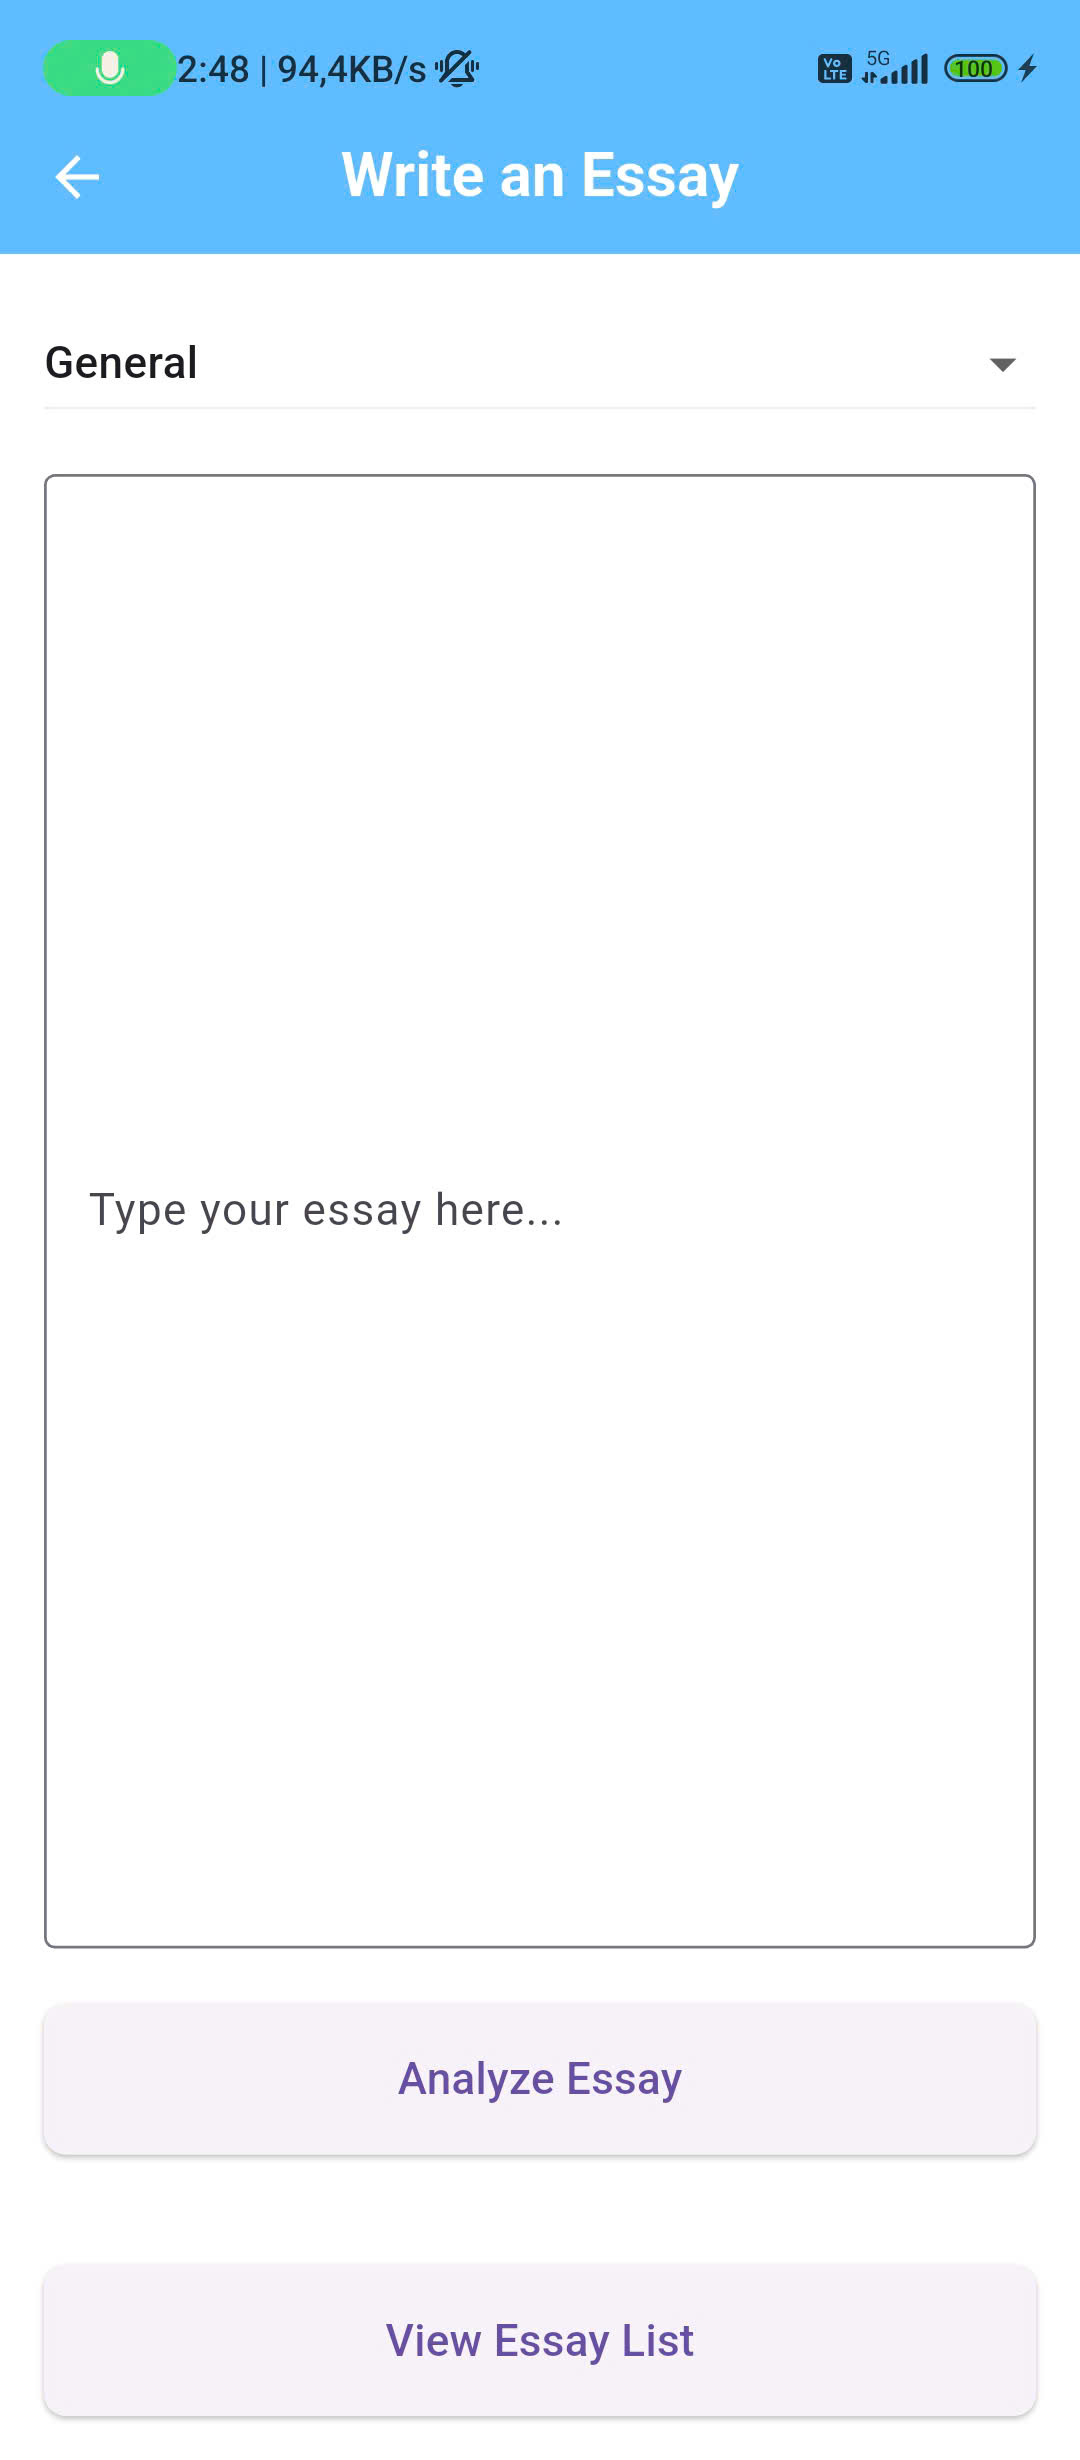 2:48 | 94,4KB/s Vo LTE 5G 100
Write an Essay
General
Type your essay here...
Analyze Essay
View Essay List